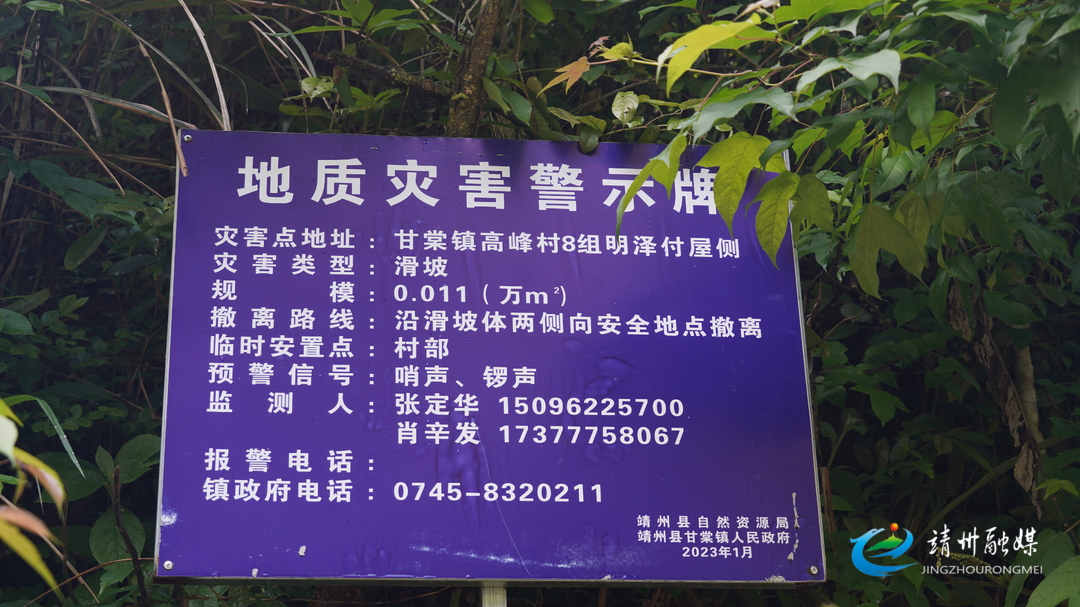 地质灾害警示牌
灾害点地址：甘棠镇高峰村8组明泽付屋侧
灾害类型：滑坡
规模：0.011（万m²）
撤离路线：沿滑坡体两侧向安全地点撤离
临时安置点：村部
预警信号：哨声、锣声
监测人：张定华 15096225700
肖辛发 17377758067
报警电话：
镇政府电话：0745-8320211
靖州县自然资源局
靖州县甘棠镇人民政府
2023年1月
靖州融媒
JINGZHOURONGMEI